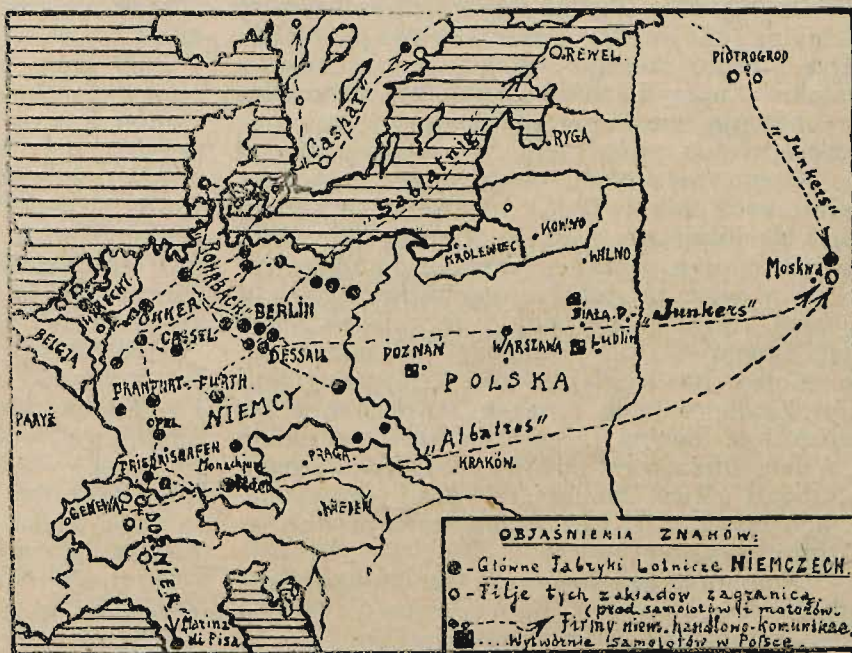 REWEL.
PIOTROGROD
„Caspar"
„Sablatnig"
„Junkers"
RYGA
KOWNO
KRÓLEWIEC
WILNO
Moskwa
ROHRBACH"
UTRECHT
BERLIN
BIAŁA. P.
„Junkers"
BELGJA
CASSEL
DESSAU
WARSZAWA
Lublin
POZNAŃ
POLSKA
FRANKFURT
FURTH
NIEMCY
PARYŻ
OPEL
„Albatros"
FRIEDRISHAFEN
Monachjum
PRAGA
KRAKÓW.
GENEWA
WIEDEŃ
DORNIER
Marina
di Pisa
OBJAŚNIENIA ZNAKÓW:
- Główne Fabryki Lotnicze NIEMCZECH.
- Filje tych zakładów zagranicą.
(prod. samolotów i motorów.
Firmy niem. handlowo-komunikac.
.... Wytwórnie samolotów w Polsce.